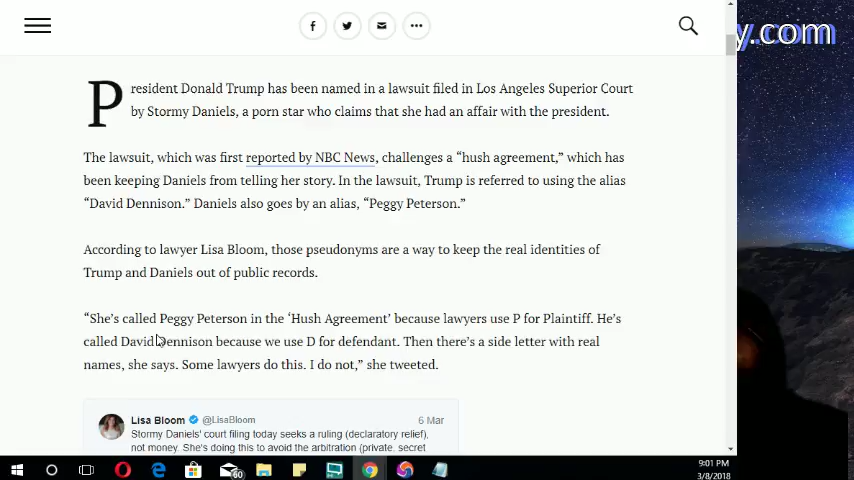 y.com
President Donald Trump has been named in a lawsuit filed in Los Angeles Superior Court
by Stormy Daniels, a porn star who claims that she had an affair with the president.
The lawsuit, which was first reported by NBC News, challenges a “hush agreement,” which has
been keeping Daniels from telling her story. In the lawsuit, Trump is referred to using the alias
“David Dennison.” Daniels also goes by an alias, “Peggy Peterson.”
According to lawyer Lisa Bloom, those pseudonyms are a way to keep the real identities of
Trump and Daniels out of public records.
“She’s called Peggy Peterson in the ‘Hush Agreement’ because lawyers use P for Plaintiff. He’s
called David Dennison because we use D for defendant. Then there’s a side letter with real
names, she says. Some lawyers do this. I do not,” she tweeted.
Lisa Bloom @LisaBloom 6 Mar
Stormy Daniels' court filing today seeks a ruling (declaratory relief),
not money. She's doing this to avoid the arbitration (private, secret
60
9:01 PM
3/8/2018